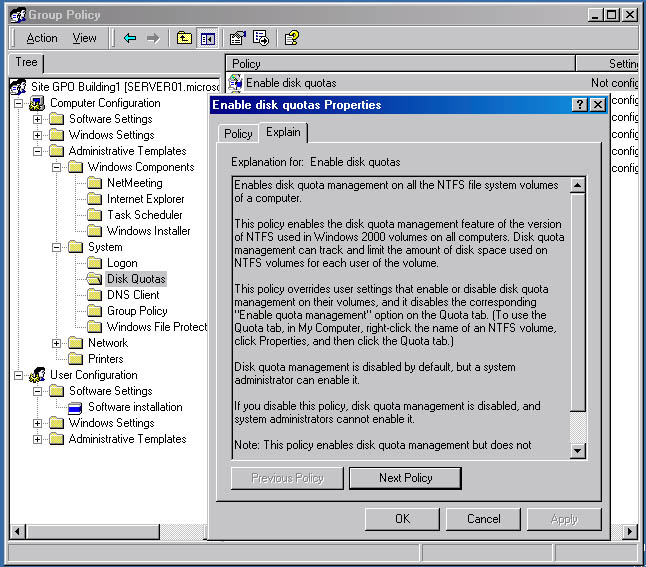 Group Policy
Action View
Tree
Policy Settin
Site GPO Building1 [SERVER01.microso
Computer Configuration
Software Settings
Windows Settings
Administrative Templates
Windows Components
NetMeeting
Internet Explorer
Task Scheduler
Windows Installer
System
Logon
Disk Quotas
DNS Client
Group Policy
Windows File Protect
Network
Printers
User Configuration
Software Settings
Software installation
Windows Settings
Administrative Templates
Enable disk quotas Not config
config
config
config
config
config
Enable disk quotas Properties
Policy Explain
Explanation for: Enable disk quotas
Enables disk quota management on all the NTFS file system volumes
of a computer.
This policy enables the disk quota management feature of the version
of NTFS used in Windows 2000 volumes on all computers. Disk quota
management can track and limit the amount of disk space used on
NTFS volumes for each user of the volume.
This policy overrides user settings that enable or disable disk quota
management on their volumes, and it disables the corresponding
"Enable quota management" option on the Quota tab. (To use the
Quota tab, in My Computer, right-click the name of an NTFS volume,
click Properties, and then click the Quota tab.)
Disk quota management is disabled by default, but a system
administrator can enable it.
If you disable this policy, disk quota management is disabled, and
system administrators cannot enable it.
Note: This policy enables disk quota management but does not
Previous Policy Next Policy
OK Cancel Apply